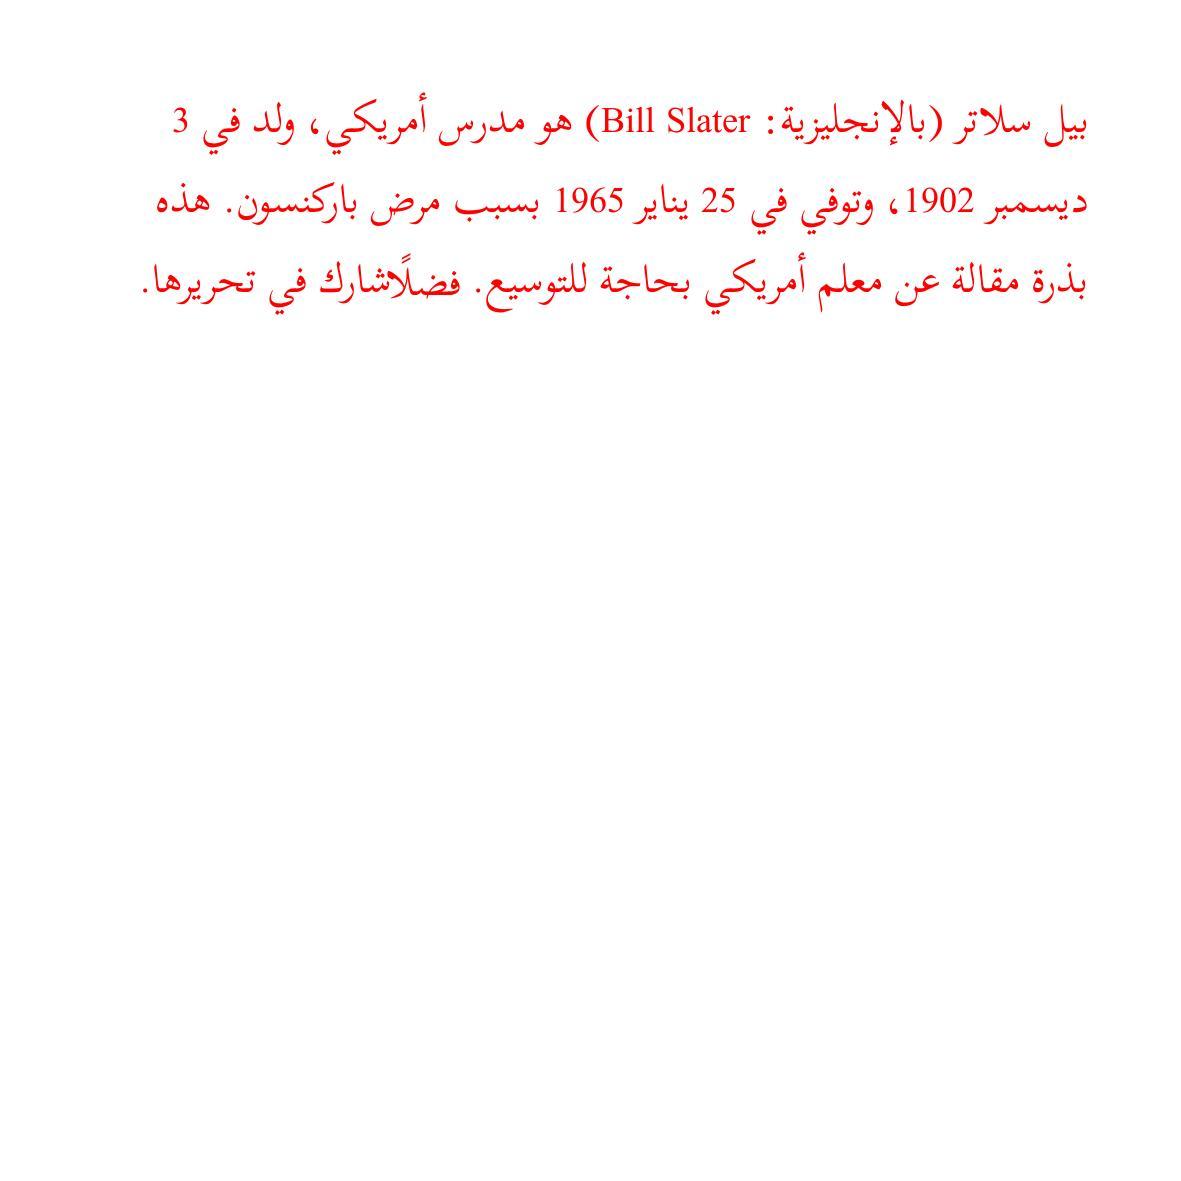 بيل سلاتر (بالإنجليزية: Bill Slater) هو مدرس أمريكي، ولد في 3
ديسمبر 1902، وتوفي في 25 يناير 1965 بسبب مرض باركنسون. هذه
بذرة مقالة عن معلم أمريكي بحاجة للتوسيع. فضلًاشارك في تحريرها.